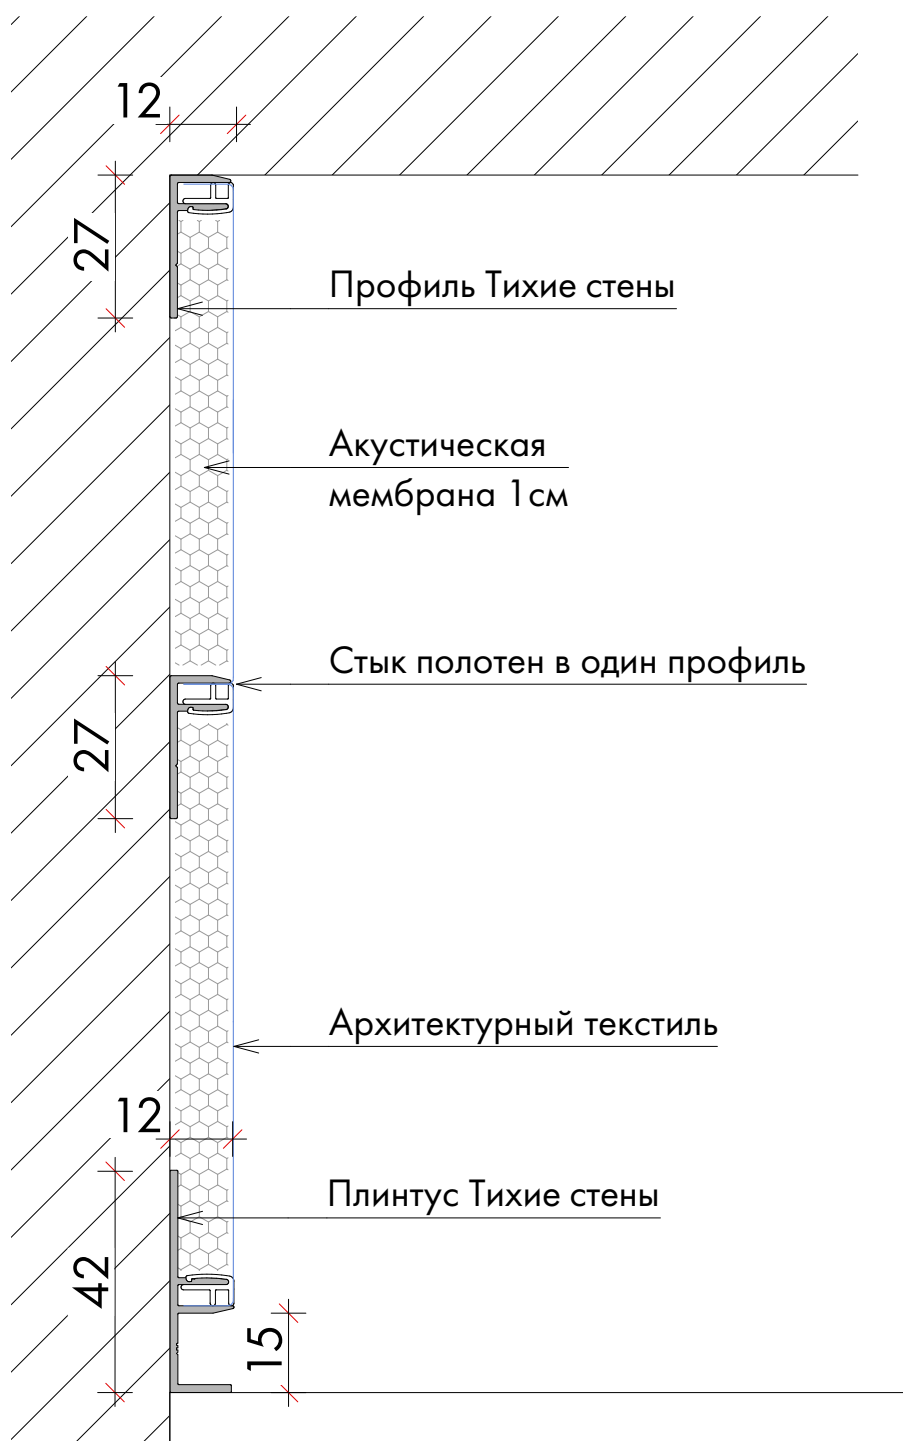 12
27
Профиль Тихие стены
Акустическая
мембрана 1см
Стык полотен в один профиль
27
Архитектурный текстиль
12
Плинтус Тихие стены
42
15